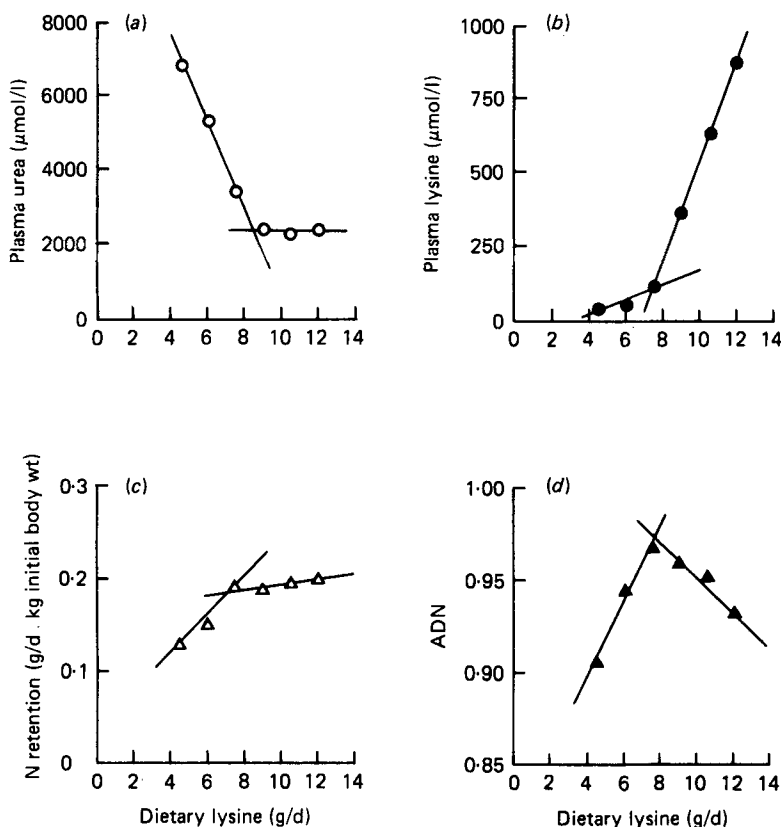 (a)
Plasma urea (µmol/l)
8000
6000
4000
2000
0
0 2 4 6 8 10 12 14
(b)
Plasma lysine (µmol/l)
1000
750
500
250
0
0 2 4 6 8 10 12 14
(c)
N retention (g/d . kg initial body wt)
0·3
0·2
0·1
0
0 2 4 6 8 10 12 14
Dietary lysine (g/d)
(d)
ADN
1·00
0·95
0·90
0·85
0 2 4 6 8 10 12 14
Dietary lysine (g/d)